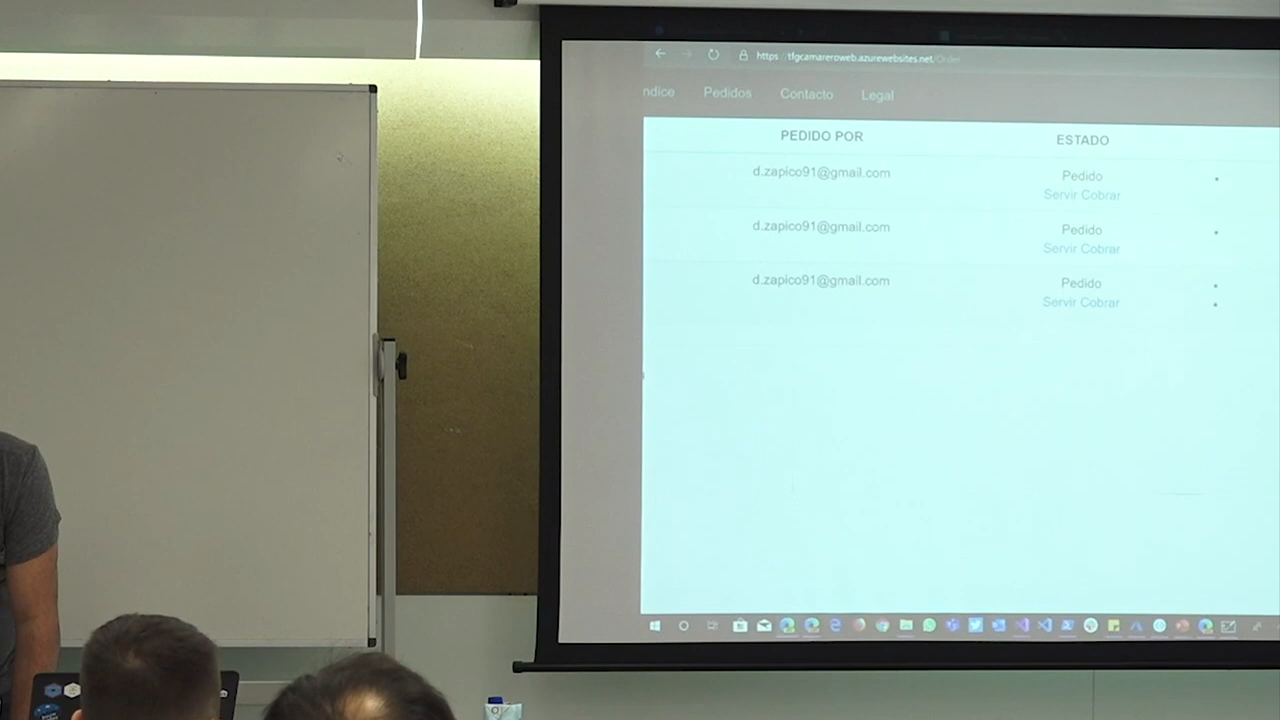 https://tfgcamareroweb.azurewebsites.net/Order
ndice Pedidos Contacto Legal
PEDIDO POR ESTADO
d.zapico91@gmail.com Pedido
Servir Cobrar
d.zapico91@gmail.com Pedido
Servir Cobrar
d.zapico91@gmail.com Pedido
Servir Cobrar